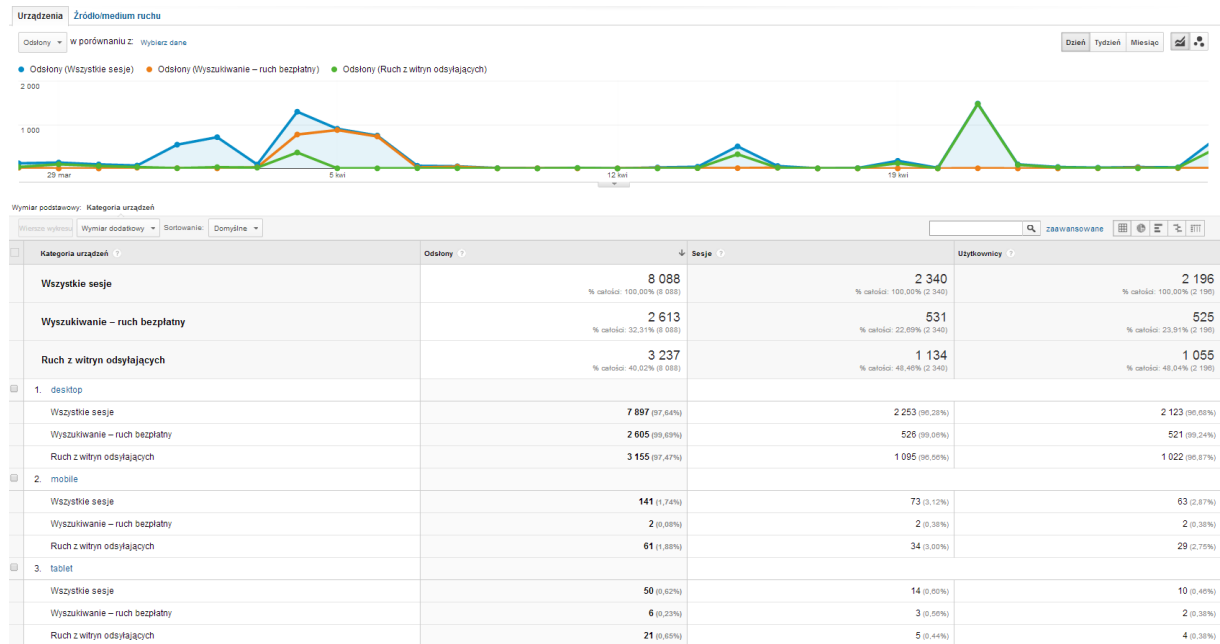 Urządzenia Źródło/medium ruchu
Odsłony w porównaniu z: Wybierz dane Dzień Tydzień Miesiąc
Odsłony (Wszystkie sesje) Odsłony (Wyszukiwanie – ruch bezpłatny) Odsłony (Ruch z witryn odsyłających)
2 000
1 000
29 mar 5 kwi 12 kwi 19 kwi
Wymiar podstawowy: Kategoria urządzeń
Wiersze wykresu Wymiar dodatkowy Sortowanie: Domyślne zaawansowane
Kategoria urządzeń ? Odsłony ? Sesje ? Użytkownicy ?
Wszystkie sesje 8 088 2 340 2 196
% całości: 100,00% (8 088) % całości: 100,00% (2 340) % całości: 100,00% (2 196)
Wyszukiwanie – ruch bezpłatny 2 613 531 525
% całości: 32,31% (8 088) % całości: 22,69% (2 340) % całości: 23,91% (2 196)
Ruch z witryn odsyłających 3 237 1 134 1 055
% całości: 40,02% (8 088) % całości: 48,46% (2 340) % całości: 48,04% (2 196)
1. desktop
Wszystkie sesje 7 897 (97,64%) 2 253 (96,28%) 2 123 (96,68%)
Wyszukiwanie – ruch bezpłatny 2 605 (99,69%) 526 (99,06%) 521 (99,24%)
Ruch z witryn odsyłających 3 155 (97,47%) 1 095 (96,56%) 1 022 (96,87%)
2. mobile
Wszystkie sesje 141 (1,74%) 73 (3,12%) 63 (2,87%)
Wyszukiwanie – ruch bezpłatny 2 (0,08%) 2 (0,38%) 2 (0,38%)
Ruch z witryn odsyłających 61 (1,88%) 34 (3,00%) 29 (2,75%)
3. tablet
Wszystkie sesje 50 (0,62%) 14 (0,60%) 10 (0,46%)
Wyszukiwanie – ruch bezpłatny 6 (0,23%) 3 (0,56%) 2 (0,38%)
Ruch z witryn odsyłających 21 (0,65%) 5 (0,44%) 4 (0,38%)